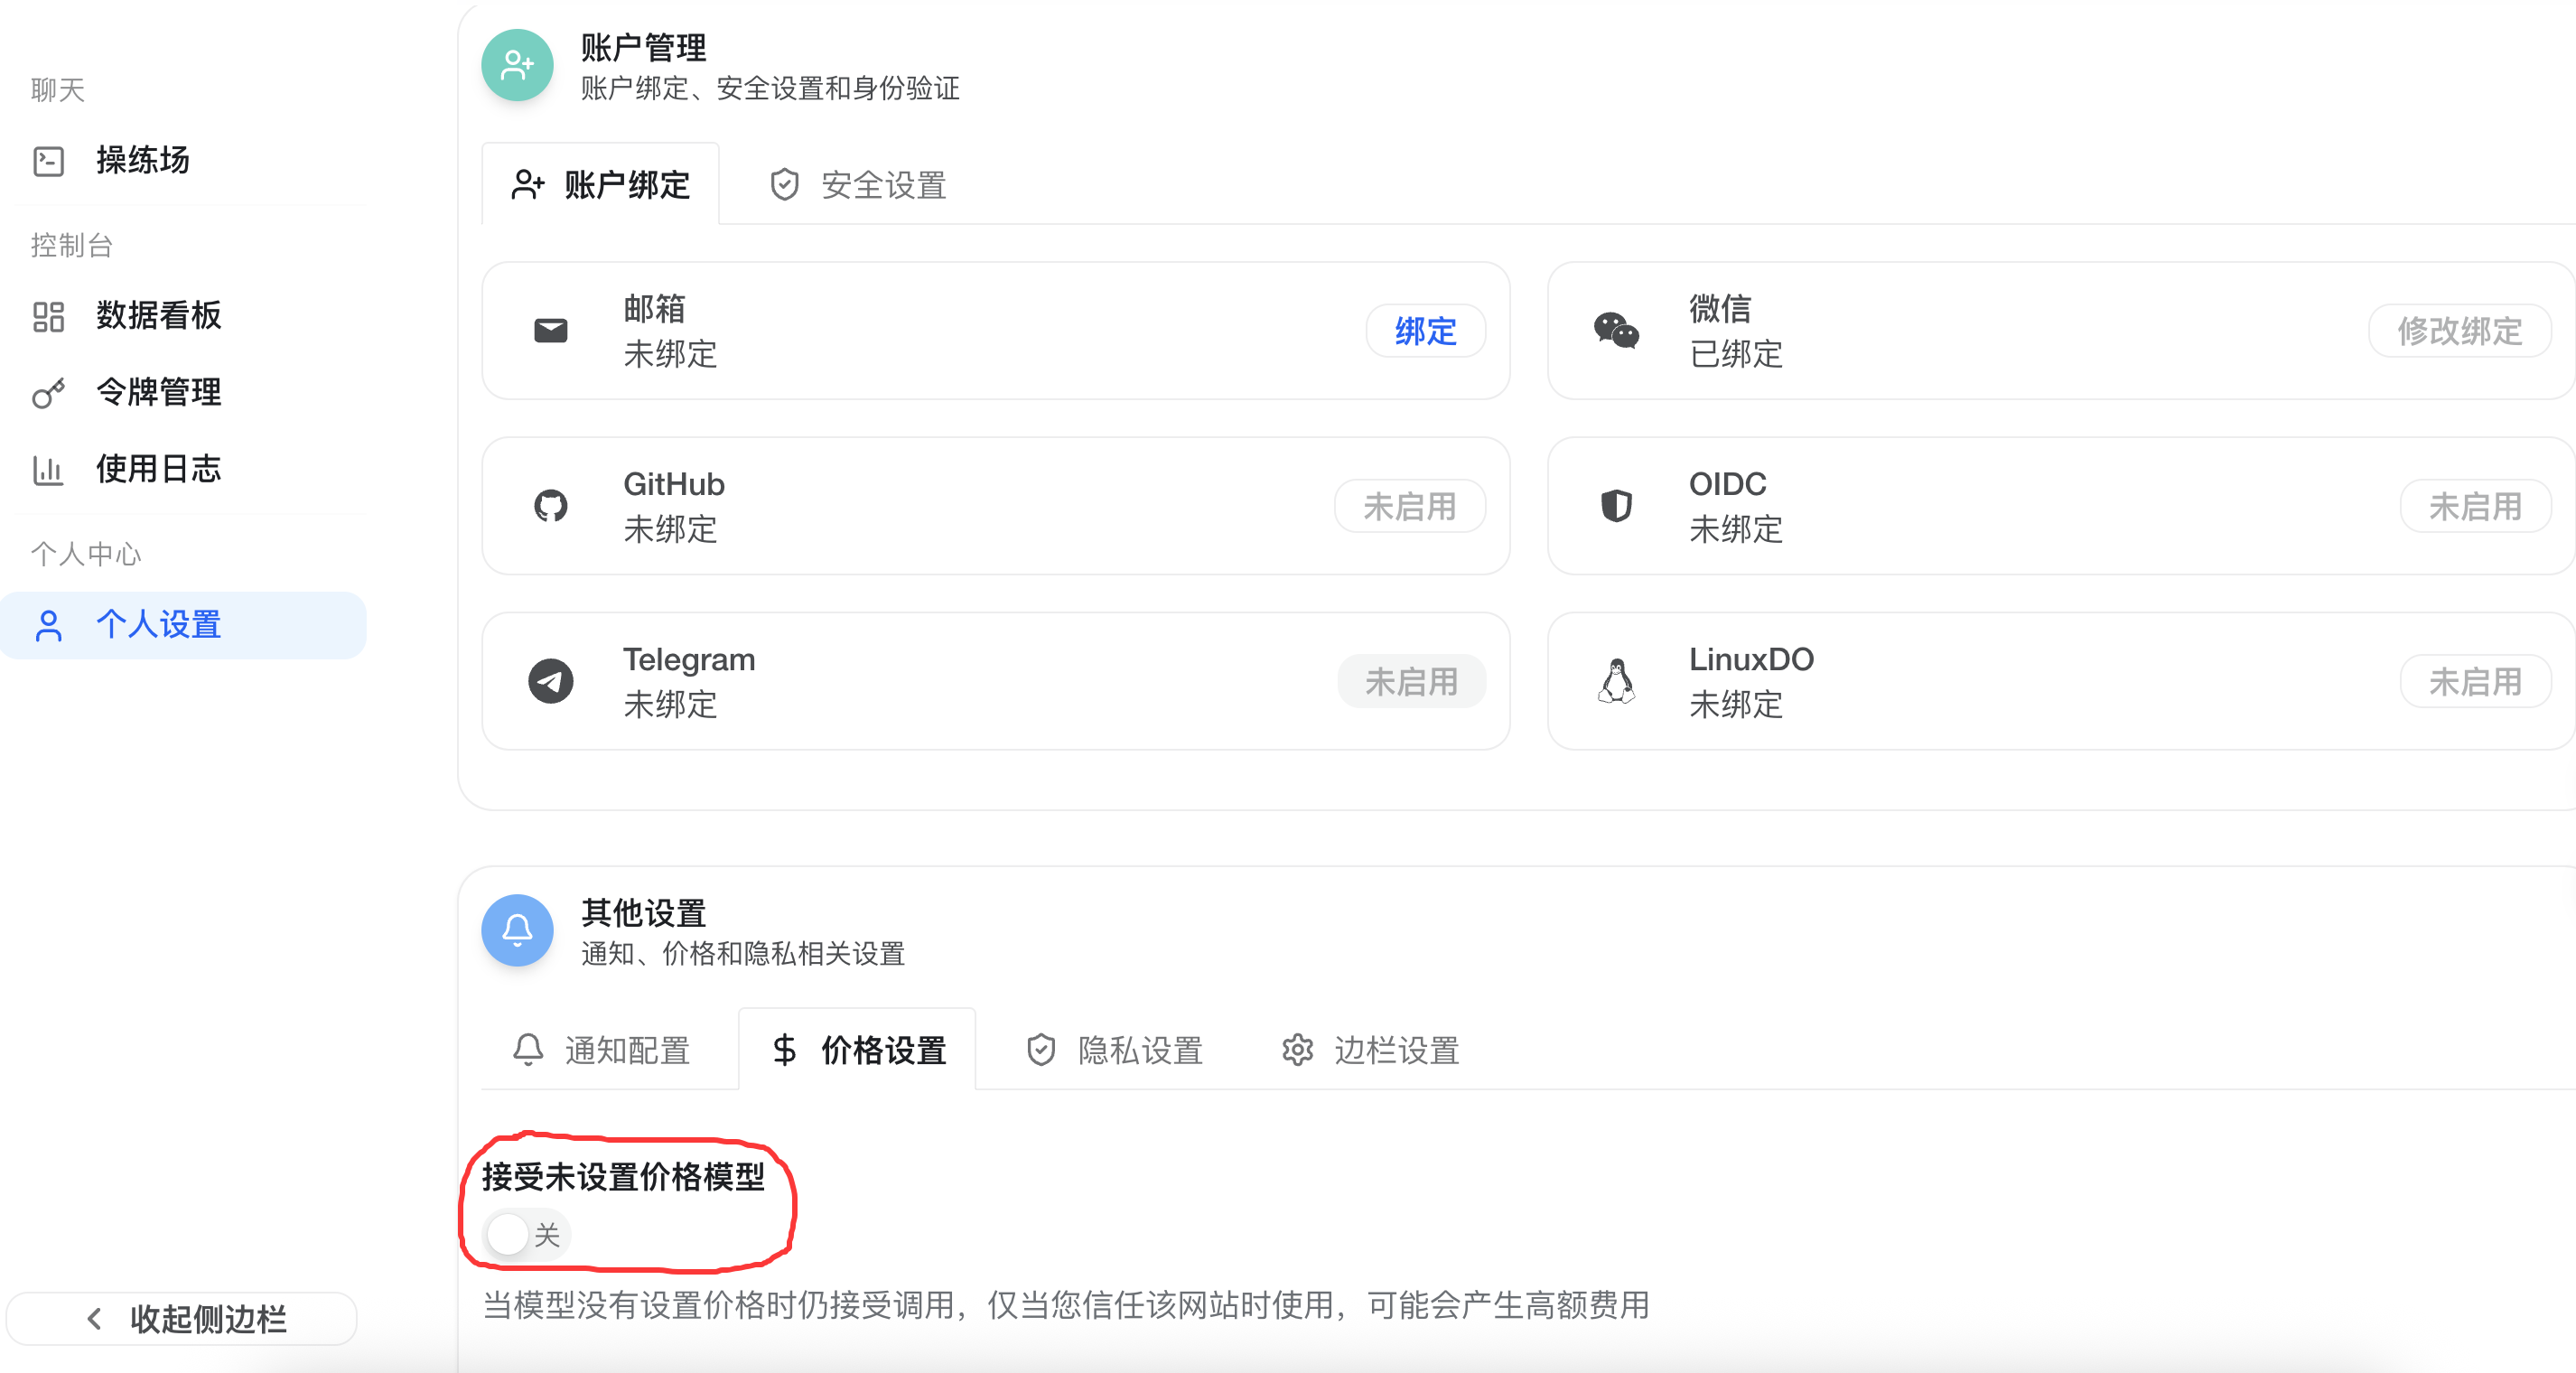 聊天
操练场
控制台
数据看板
令牌管理
使用日志
个人中心
个人设置
收起侧边栏
账户管理
账户绑定、安全设置和身份验证
账户绑定
安全设置
邮箱
未绑定
绑定
微信
已绑定
修改绑定
GitHub
未绑定
未启用
OIDC
未绑定
未启用
Telegram
未绑定
未启用
LinuxDO
未绑定
未启用
其他设置
通知、价格和隐私相关设置
通知配置
价格设置
隐私设置
边栏设置
接受未设置价格模型
关
当模型没有设置价格时仍接受调用，仅当您信任该网站时使用，可能会产生高额费用